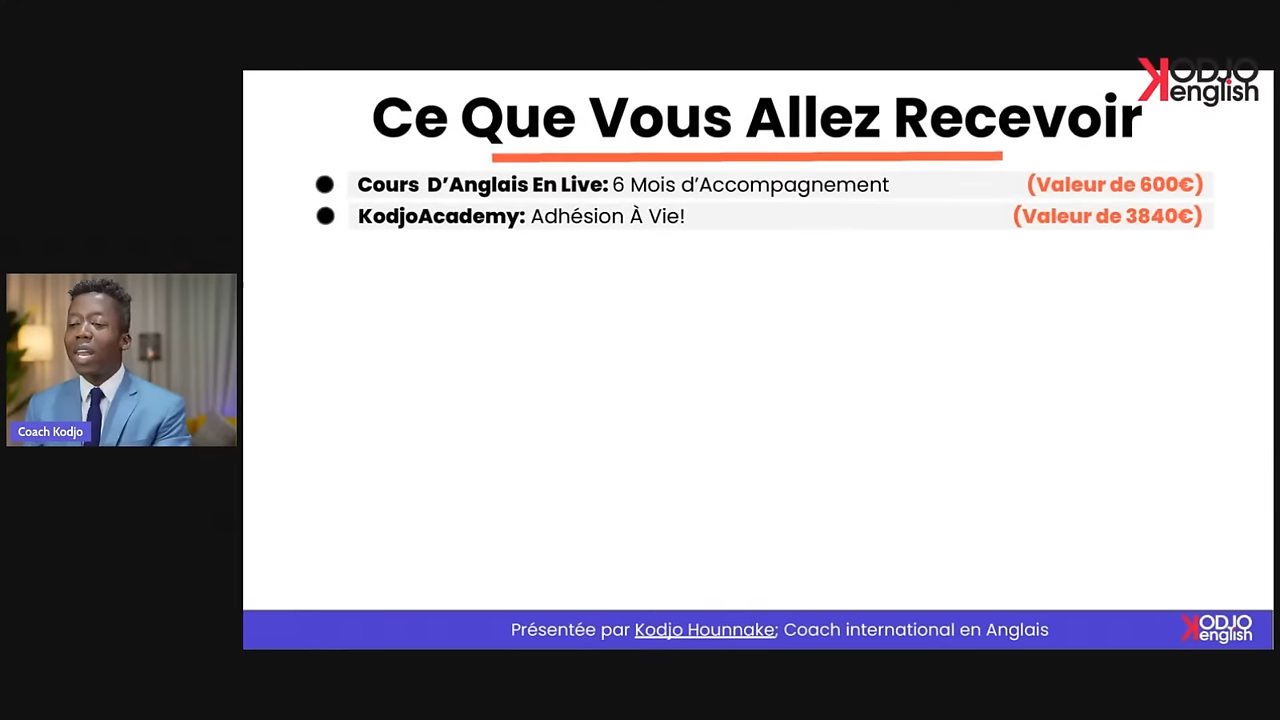 KODJO
english
Ce Que Vous Allez Recevoir
● Cours D’Anglais En Live: 6 Mois d’Accompagnement (Valeur de 600€)
● KodjoAcademy: Adhésion À Vie! (Valeur de 3840€)
Coach Kodjo
Présentée par Kodjo Hounnake; Coach international en Anglais
KODJO
english